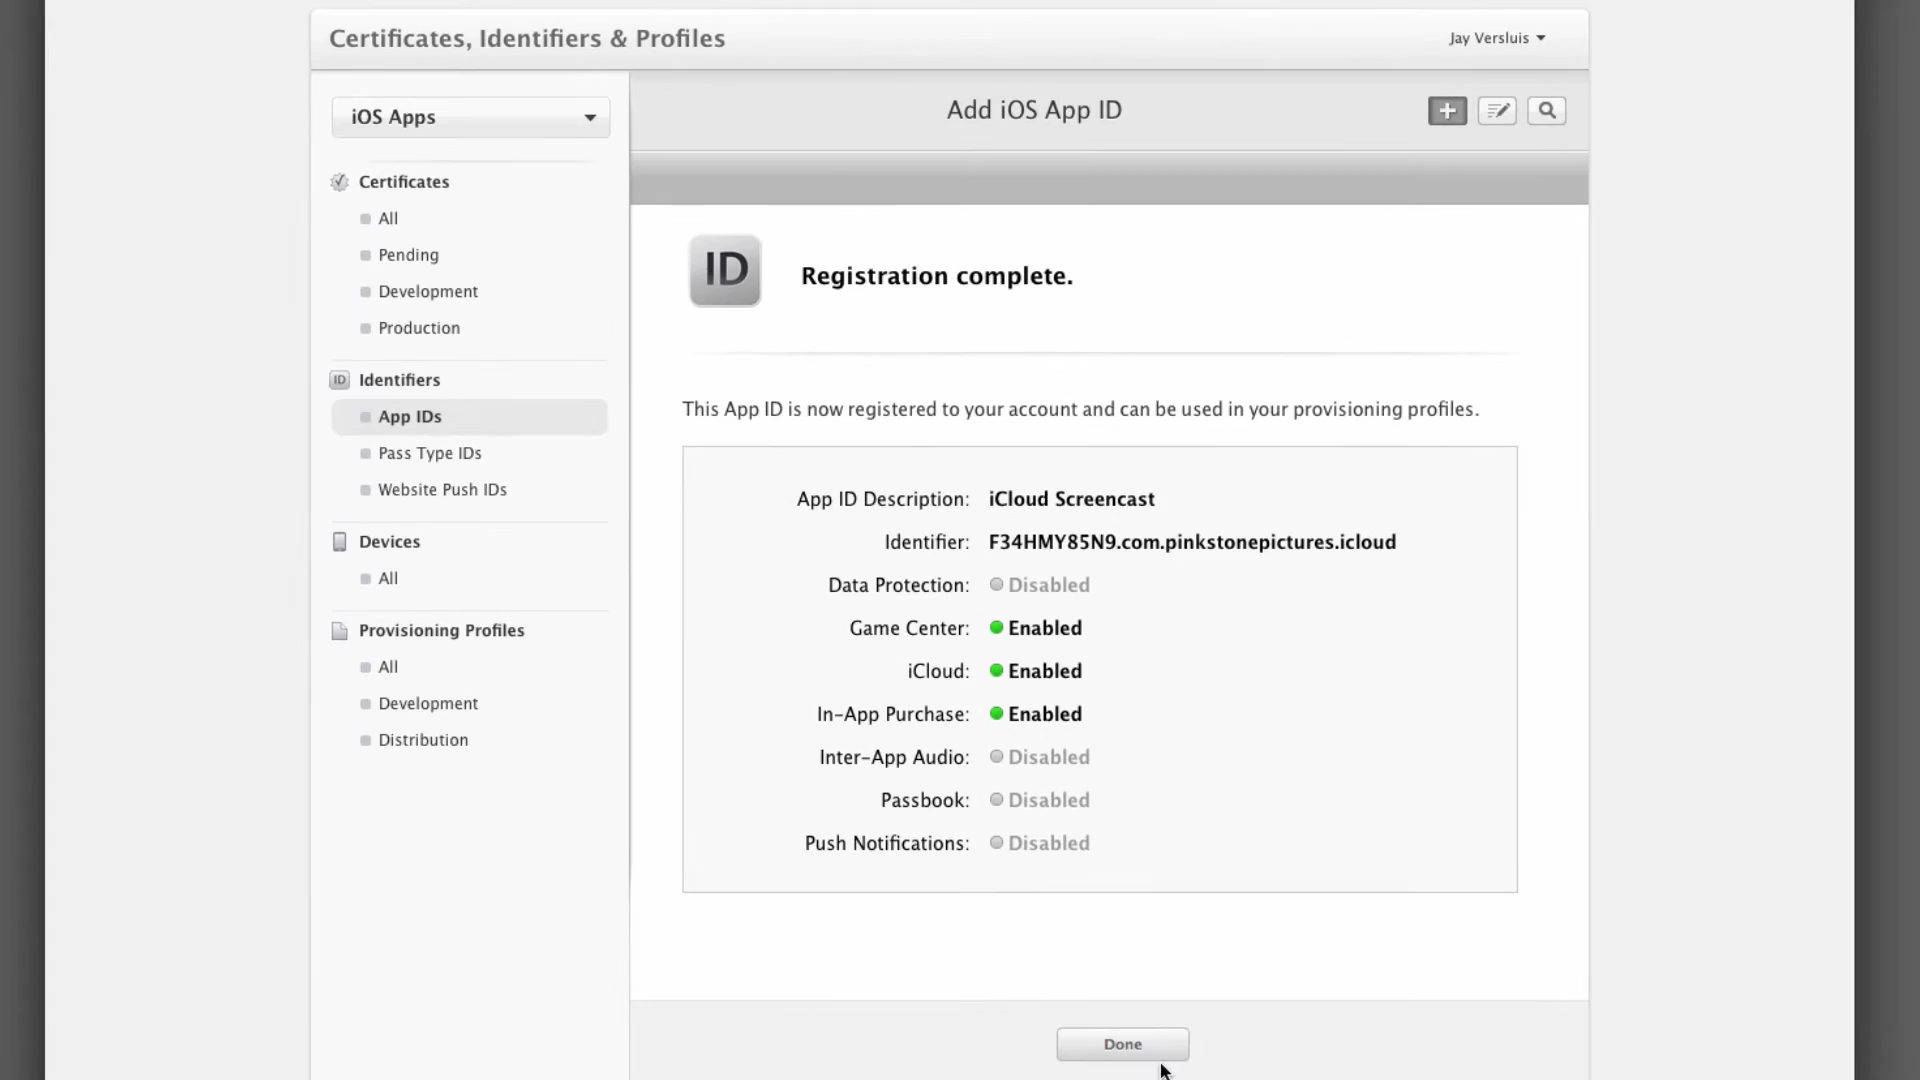 Certificates, Identifiers & Profiles
Jay Versluis
iOS Apps
Add iOS App ID
Certificates
All
Pending
Development
Production
ID Identifiers
App IDs
Pass Type IDs
Website Push IDs
Devices
All
Provisioning Profiles
All
Development
Distribution
ID
Registration complete.
This App ID is now registered to your account and can be used in your provisioning profiles.
App ID Description: iCloud Screencast
Identifier: F34HMY85N9.com.pinkstonepictures.icloud
Data Protection: Disabled
Game Center: Enabled
iCloud: Enabled
In-App Purchase: Enabled
Inter-App Audio: Disabled
Passbook: Disabled
Push Notifications: Disabled
Done